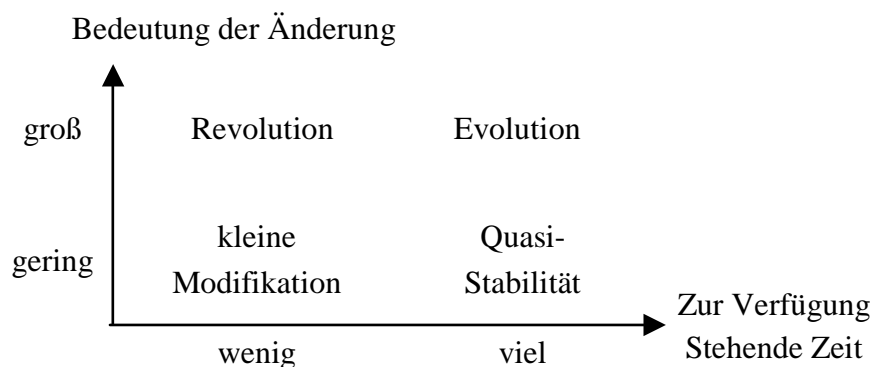 Bedeutung der Änderung
groß Revolution Evolution
gering
kleine
Modifikation
Quasi-
Stabilität
Zur Verfügung
Stehende Zeit
wenig viel